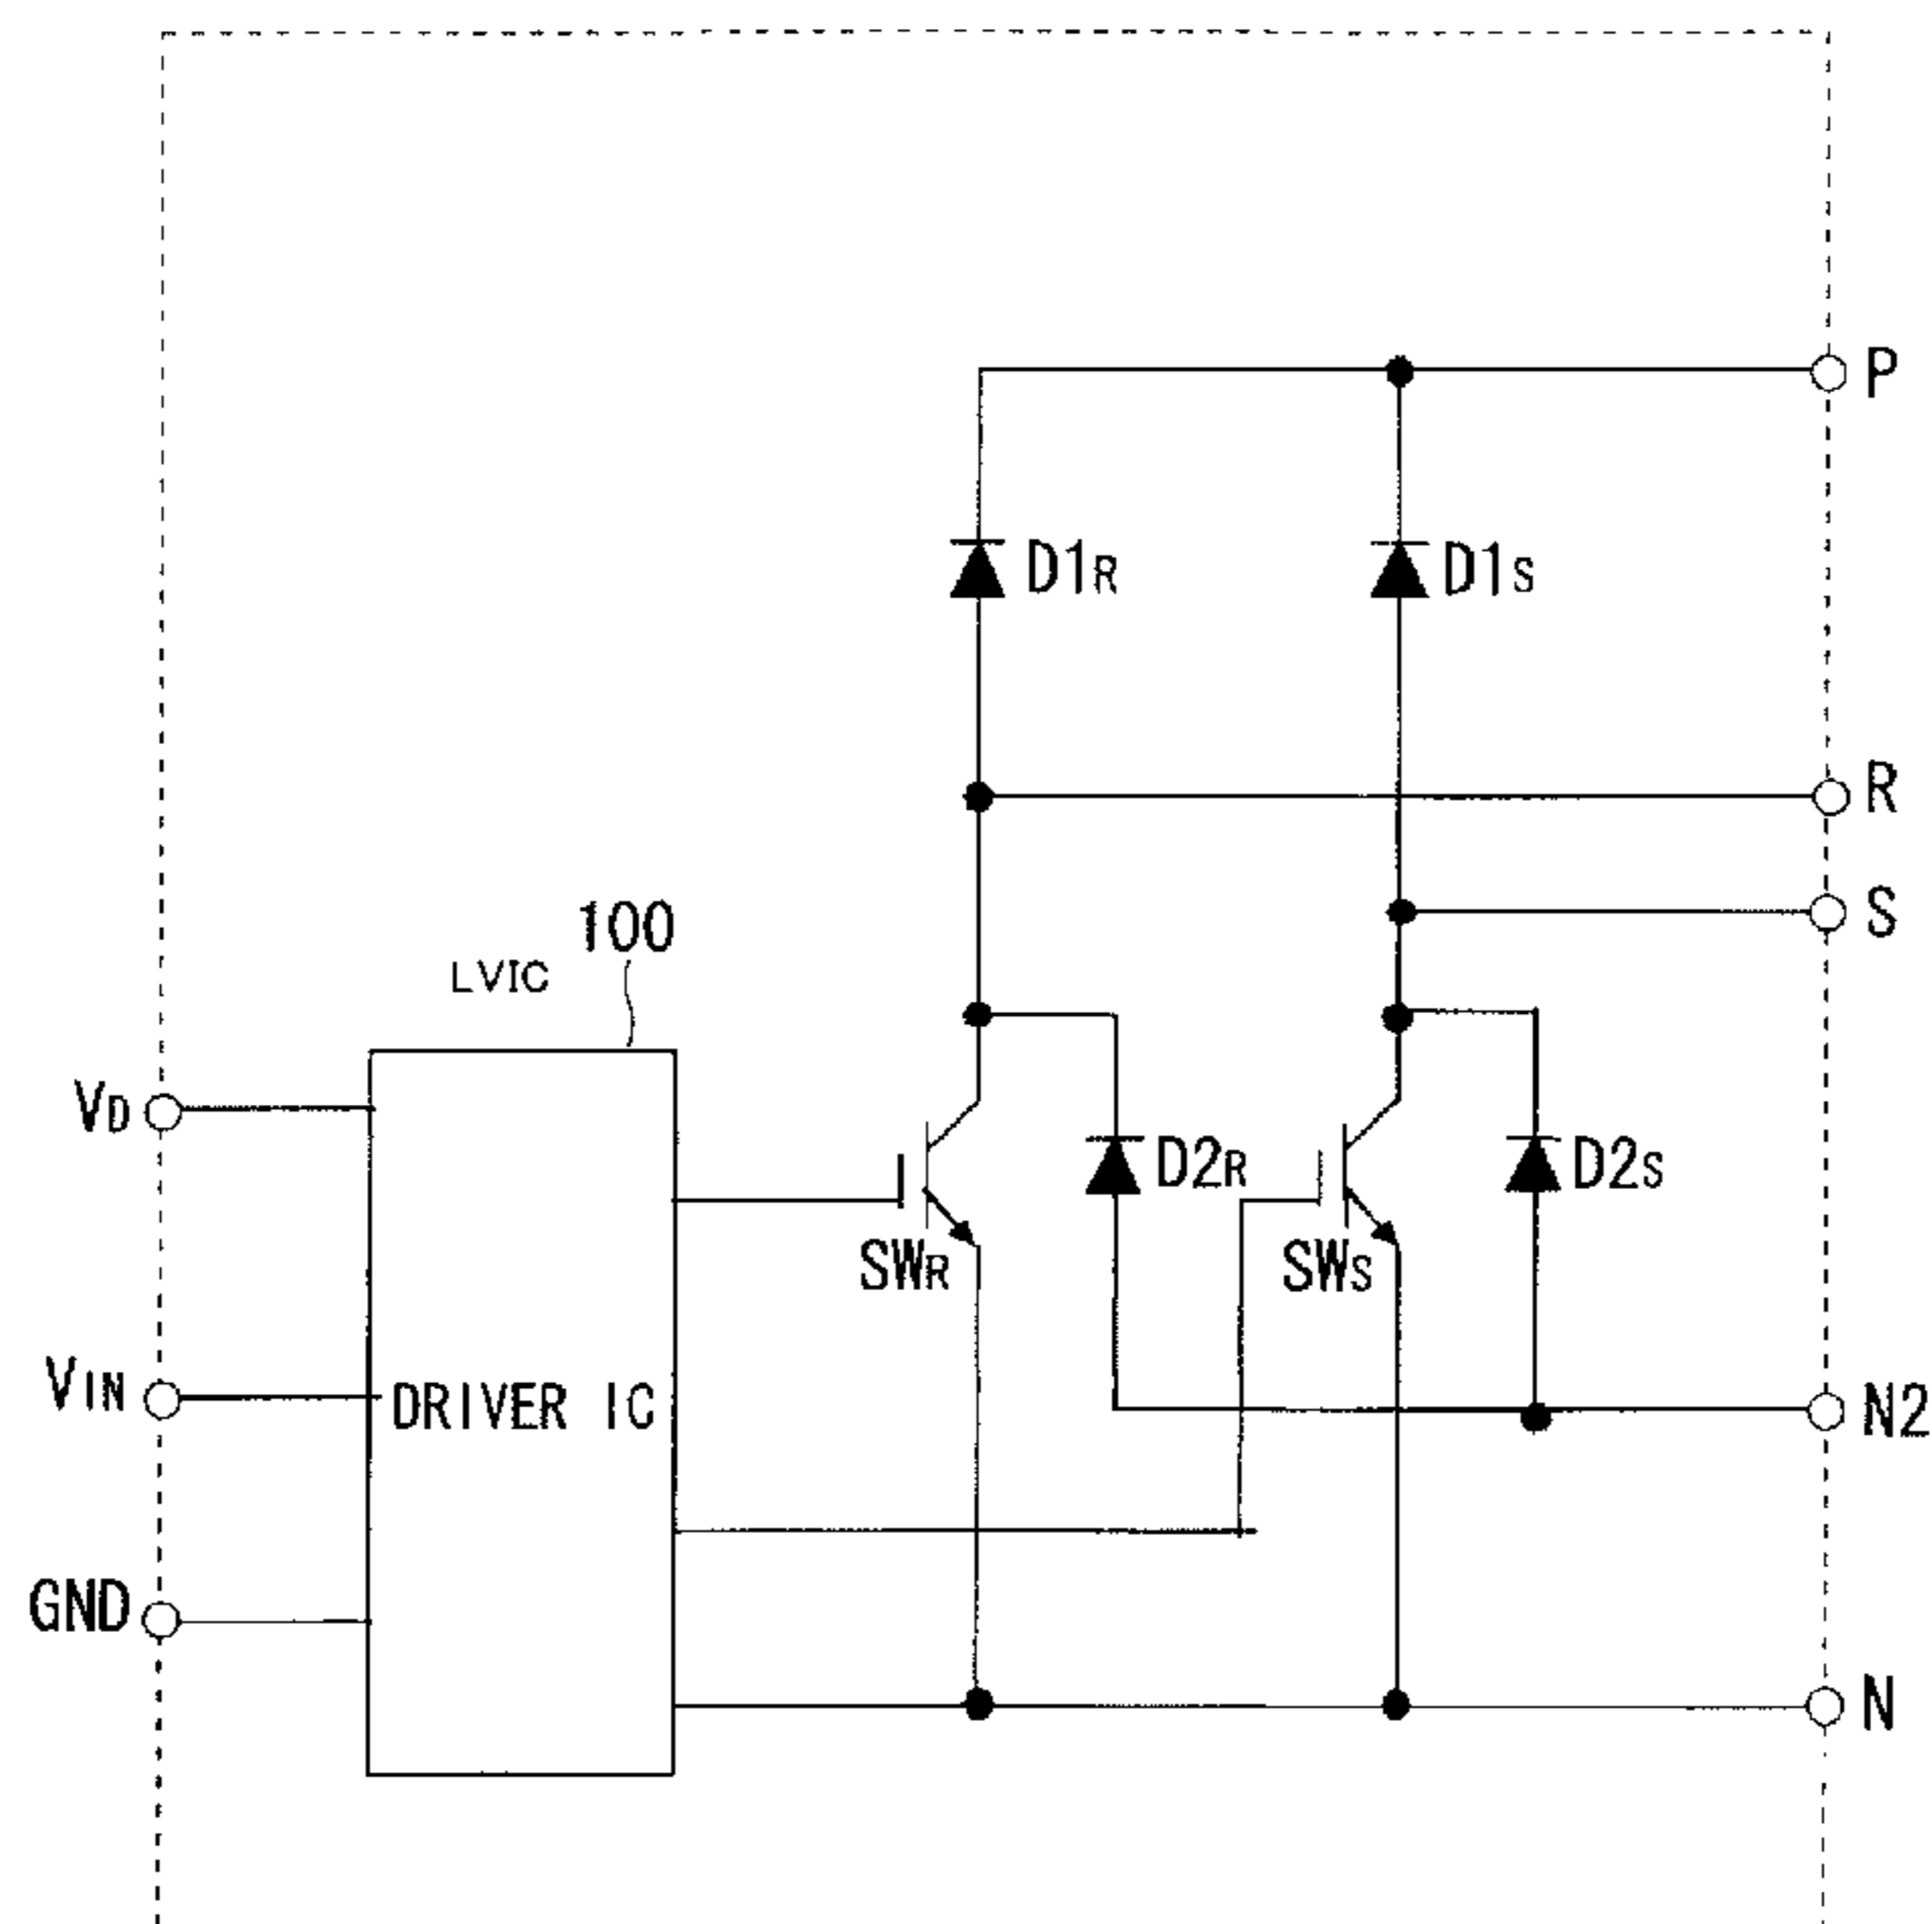 P
D1R
D1S
R
S
100
LVIC
VD
D2R
D2S
SWR
SWS
VIN
DRIVER IC
N2
GND
N